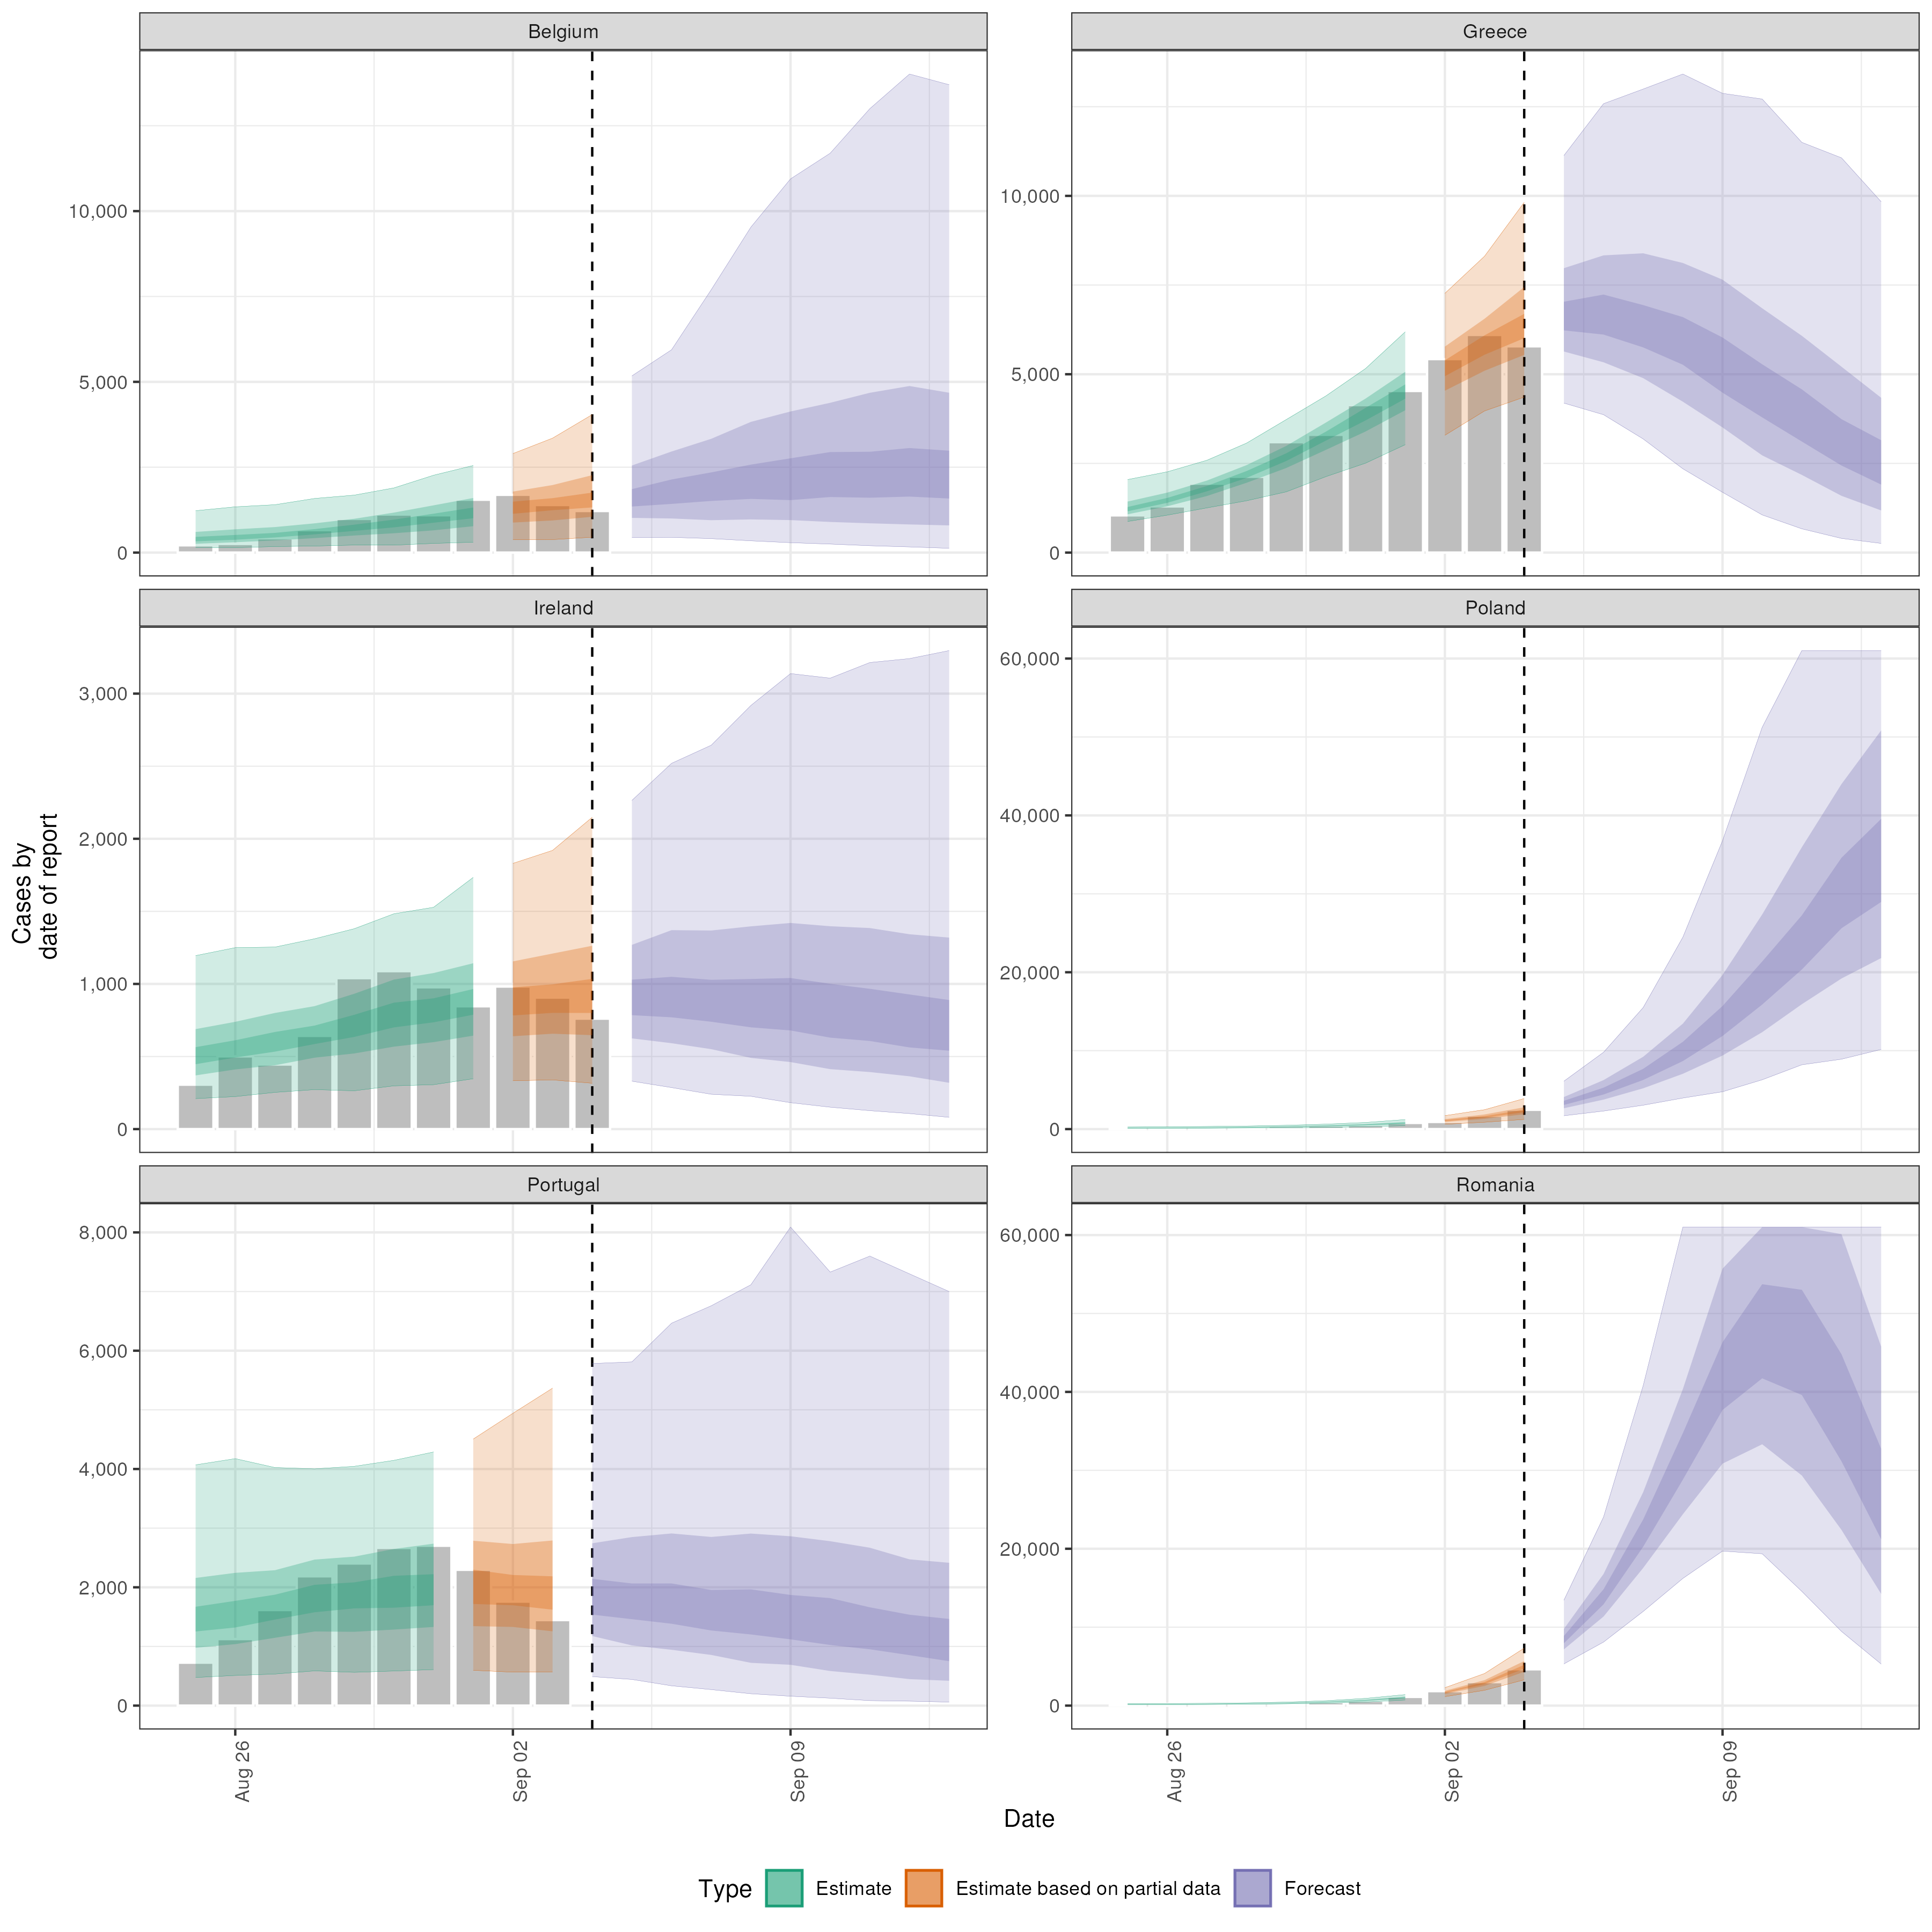 Belgium
Greece
10,000
5,000
0
10,000
5,000
0
Ireland
Poland
3,000
2,000
1,000
0
60,000
40,000
20,000
0
Cases by
date of report
Portugal
Romania
8,000
6,000
4,000
2,000
0
60,000
40,000
20,000
0
Aug 26
Sep 02
Sep 09
Aug 26
Sep 02
Sep 09
Date
Type
Estimate
Estimate based on partial data
Forecast